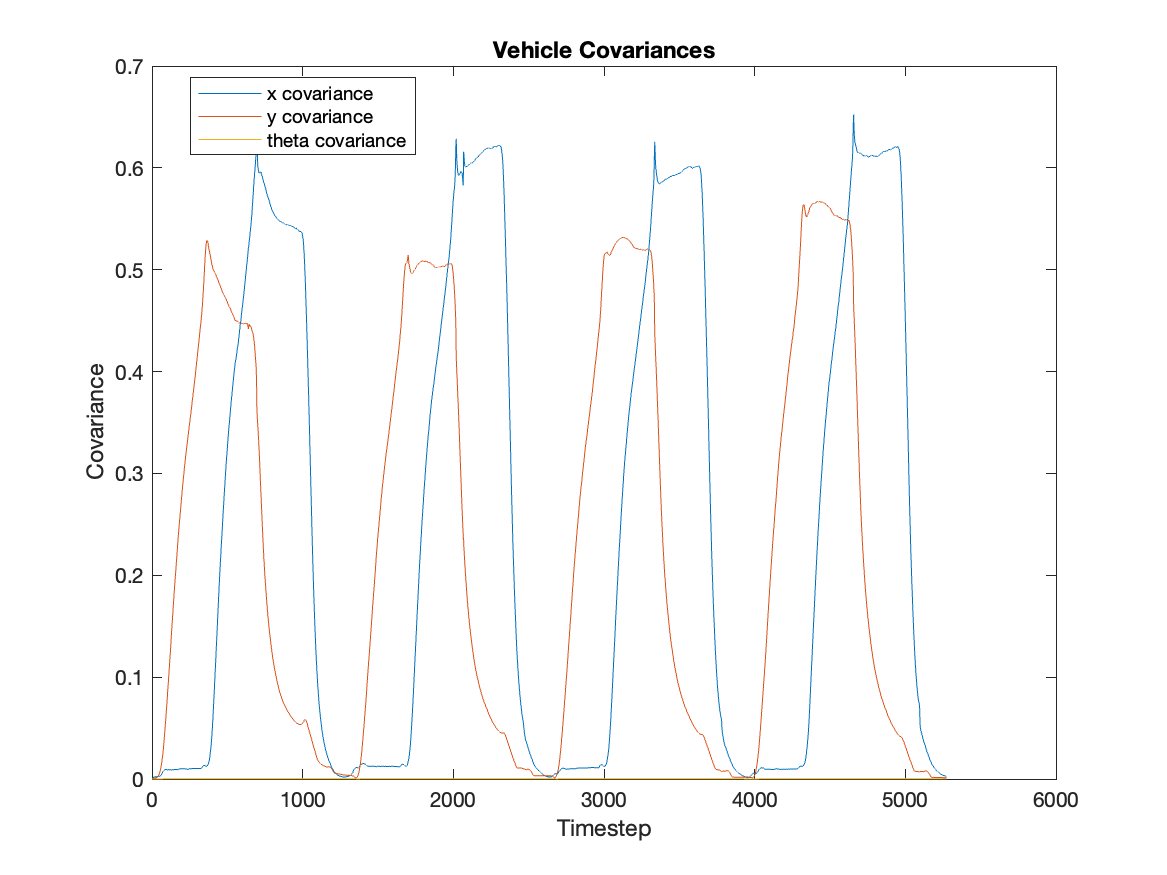 Vehicle Covariances
0.7
0.6
0.5
0.4
0.3
0.2
0.1
0
x covariance
y covariance
theta covariance
Covariance
0 1000 2000 3000 4000 5000 6000
Timestep